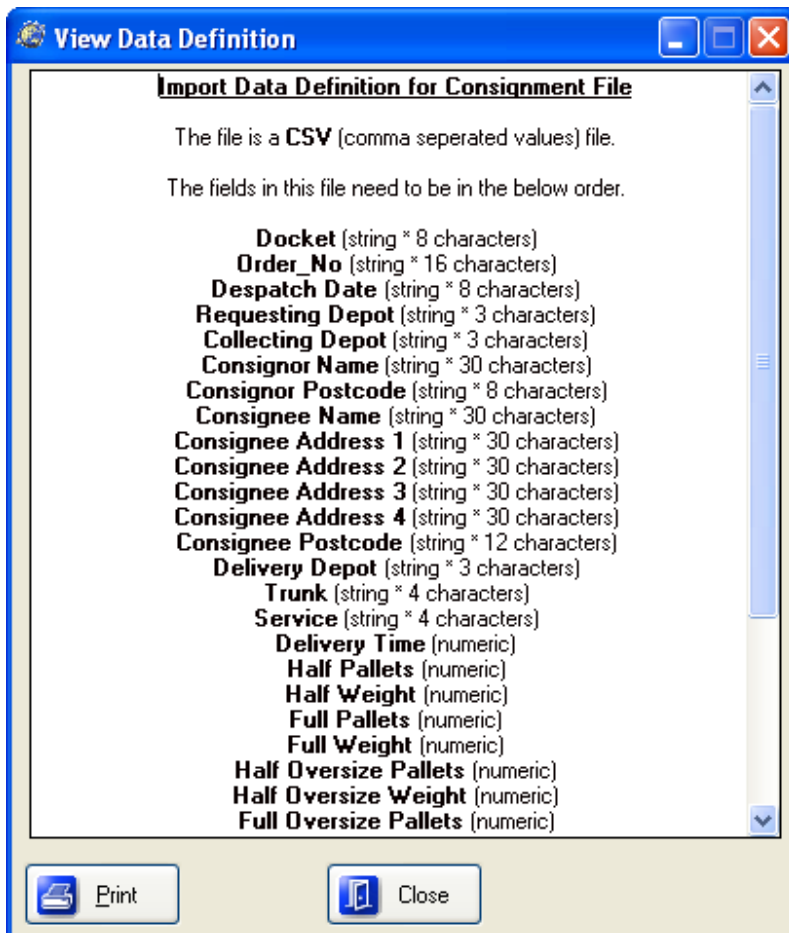 View Data Definition
Import Data Definition for Consignment File
The file is a CSV (comma seperated values) file.
The fields in this file need to be in the below order.
Docket (string * 8 characters)
Order_No (string * 16 characters)
Despatch Date (string * 8 characters)
Requesting Depot (string * 3 characters)
Collecting Depot (string * 3 characters)
Consignor Name (string * 30 characters)
Consignor Postcode (string * 8 characters)
Consignee Name (string * 30 characters)
Consignee Address 1 (string * 30 characters)
Consignee Address 2 (string * 30 characters)
Consignee Address 3 (string * 30 characters)
Consignee Address 4 (string * 30 characters)
Consignee Postcode (string * 12 characters)
Delivery Depot (string * 3 characters)
Trunk (string * 4 characters)
Service (string * 4 characters)
Delivery Time (numeric)
Half Pallets (numeric)
Half Weight (numeric)
Full Pallets (numeric)
Full Weight (numeric)
Half Oversize Pallets (numeric)
Half Oversize Weight (numeric)
Full Oversize Pallets (numeric)
Print
Close